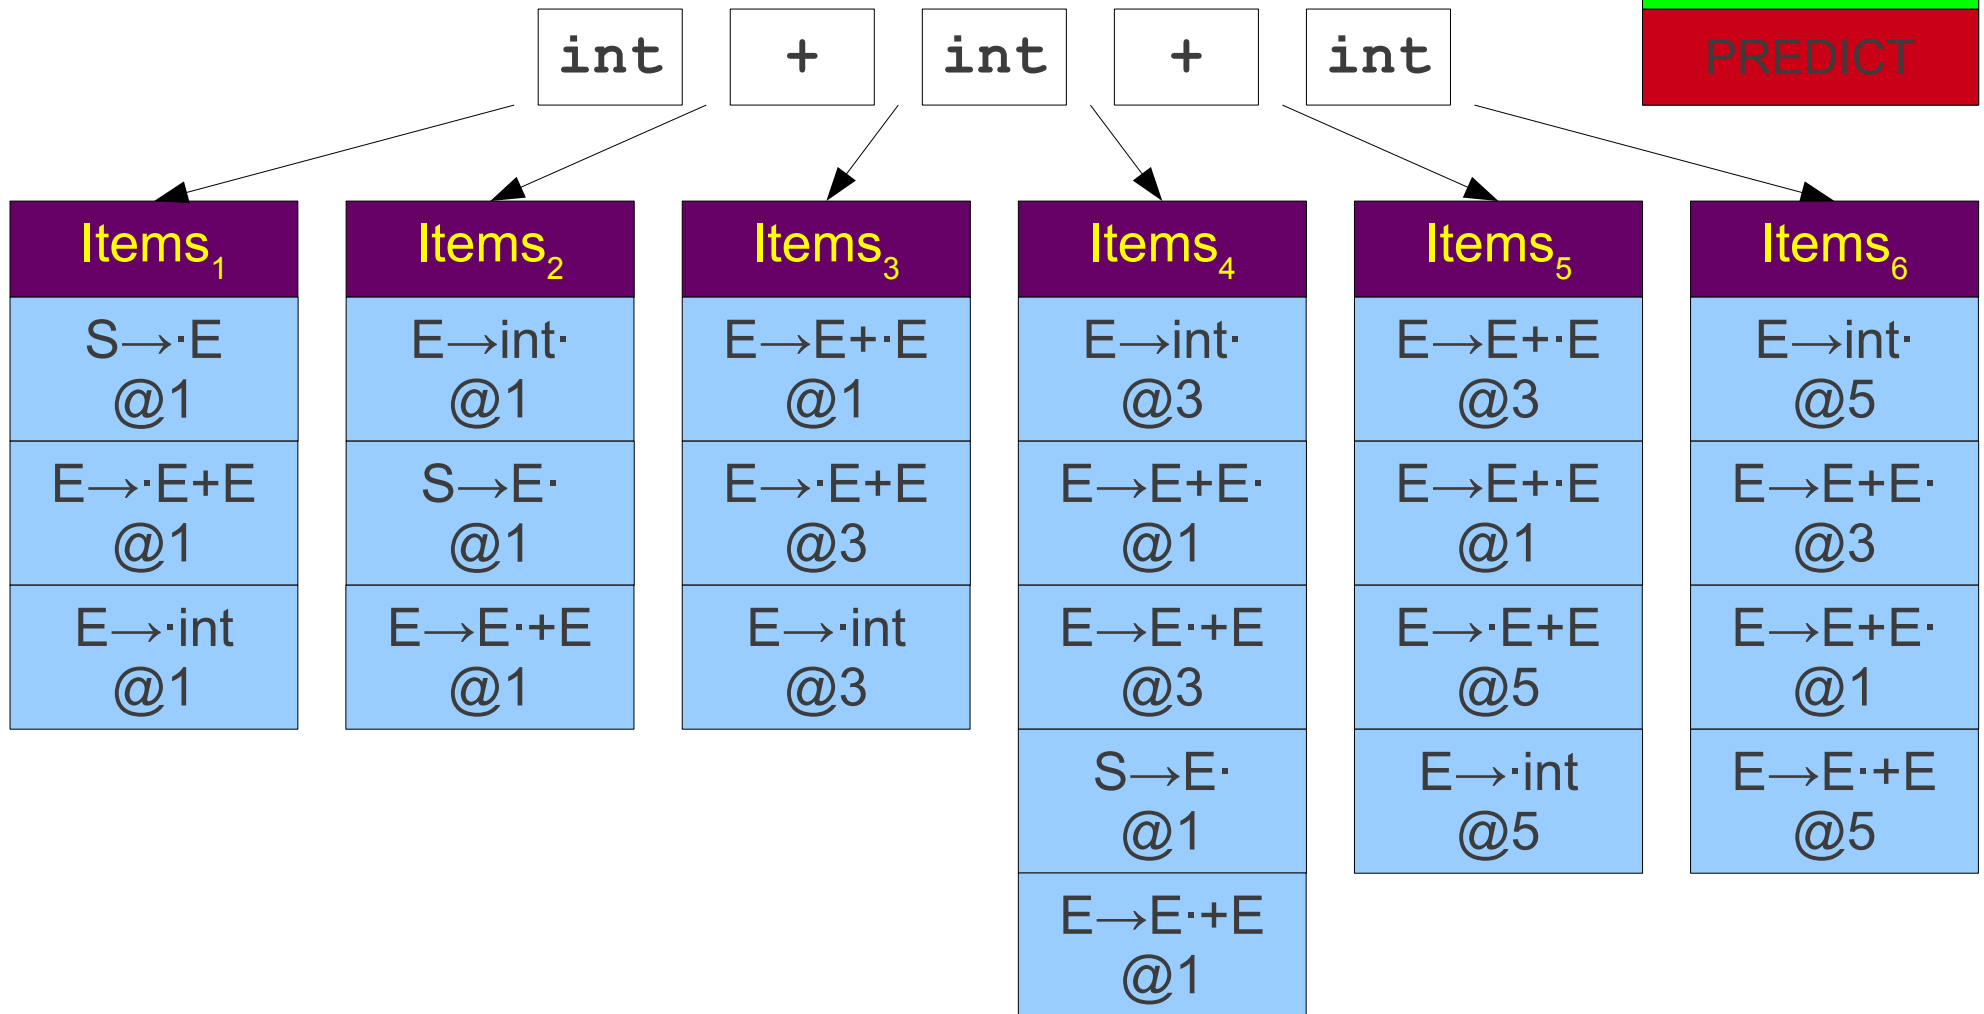 int + int + int
PREDICT
Items₁
S→·E
@1
E→·E+E
@1
E→·int
@1
Items₂
E→int·
@1
S→E·
@1
E→E·+E
@1
Items₃
E→E+·E
@1
E→·E+E
@3
E→·int
@3
Items₄
E→int·
@3
E→E+E·
@1
E→E·+E
@3
S→E·
@1
E→E·+E
@1
Items₅
E→E+·E
@3
E→E+·E
@1
E→·E+E
@5
E→·int
@5
Items₆
E→int·
@5
E→E+E·
@3
E→E+E·
@1
E→E·+E
@5